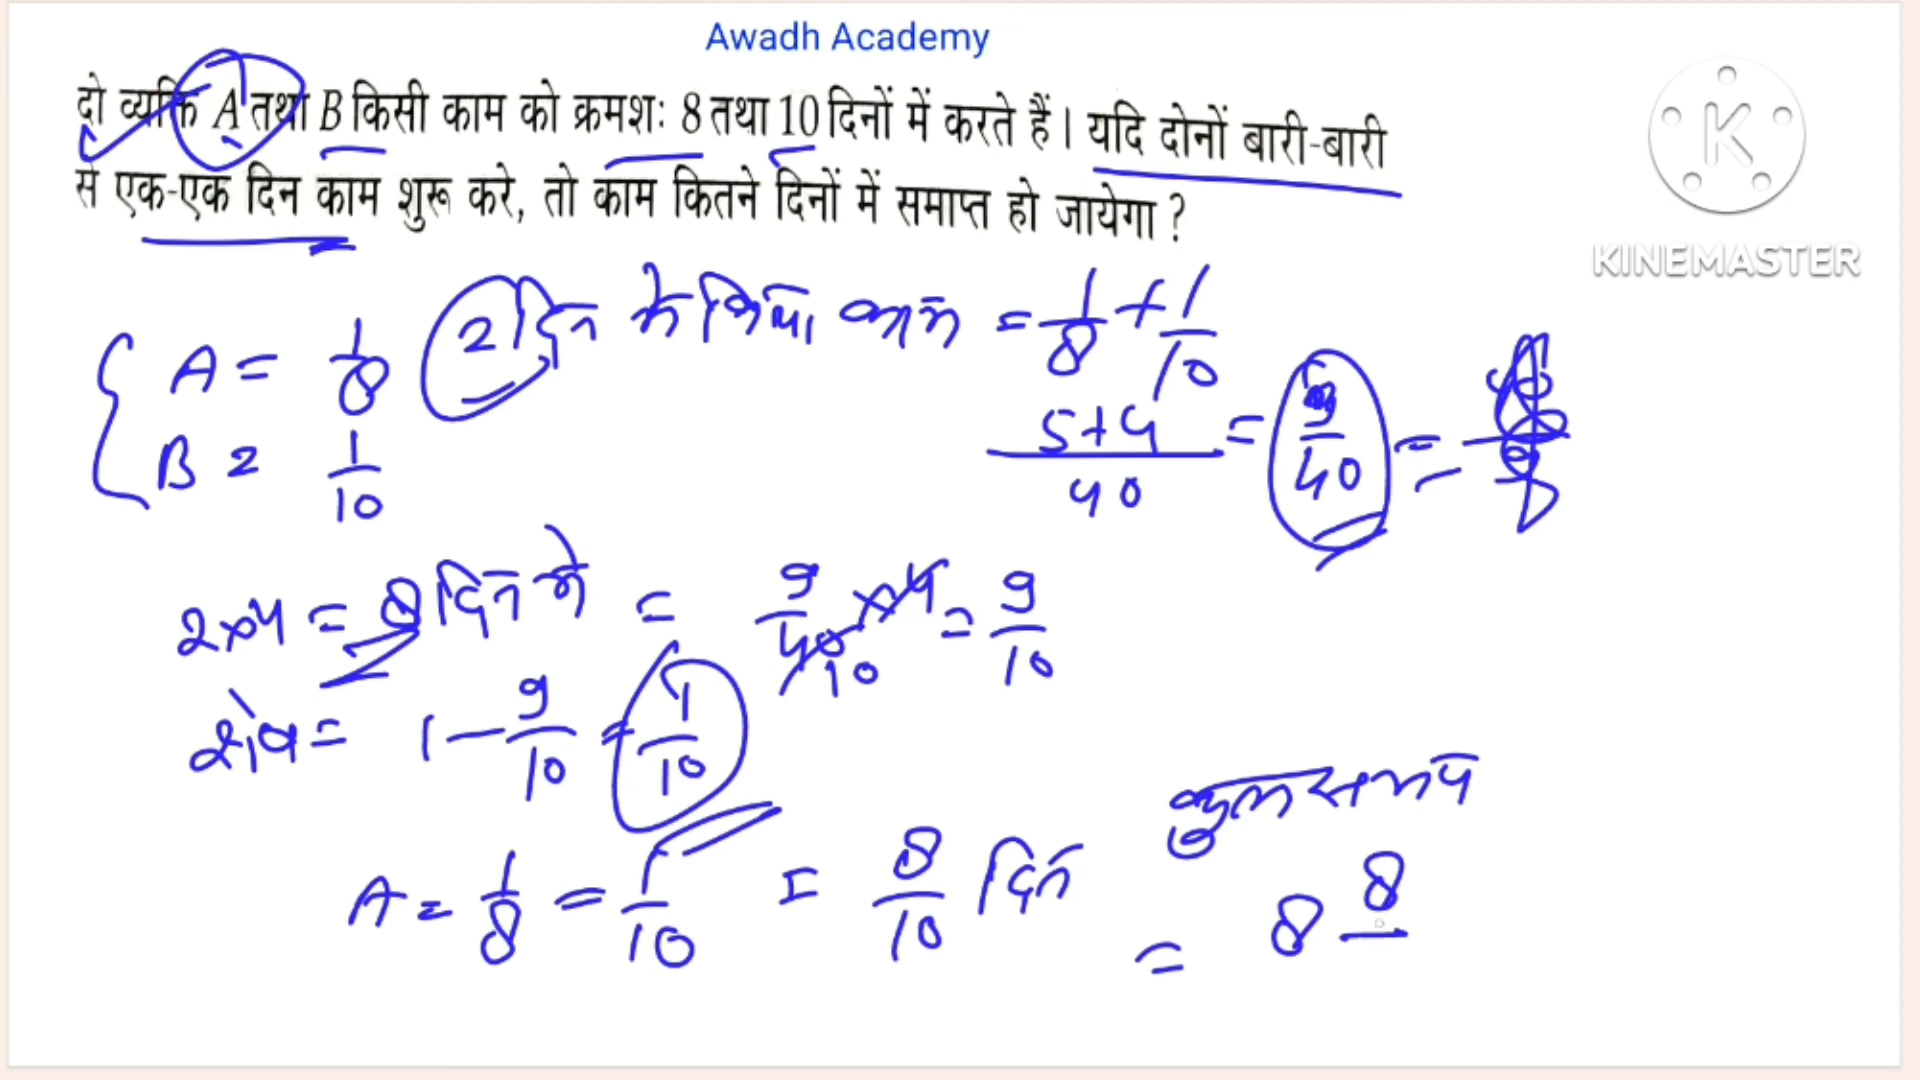 Awadh Academy
दो व्यक्ति A तथा B किसी काम को क्रमशः 8 तथा 10 दिनों में करते हैं। यदि दोनों बारी-बारी
से एक-एक दिन काम शुरू करे, तो काम कितने दिनों में समाप्त हो जायेगा ?
K
KINEMASTER
A = 1/8
B = 1/10
2 दिन के किया काम = 1/8 + 1/10
5+4/40 = 9/40 =
2×4 = 8 दिन में = 9/40 × 4 = 9/10
10
शेष = 1 - 9/10 = 1/10
A = 1/8 = 1/10 = 8/10 दिन
कुल समय
= 8 8/